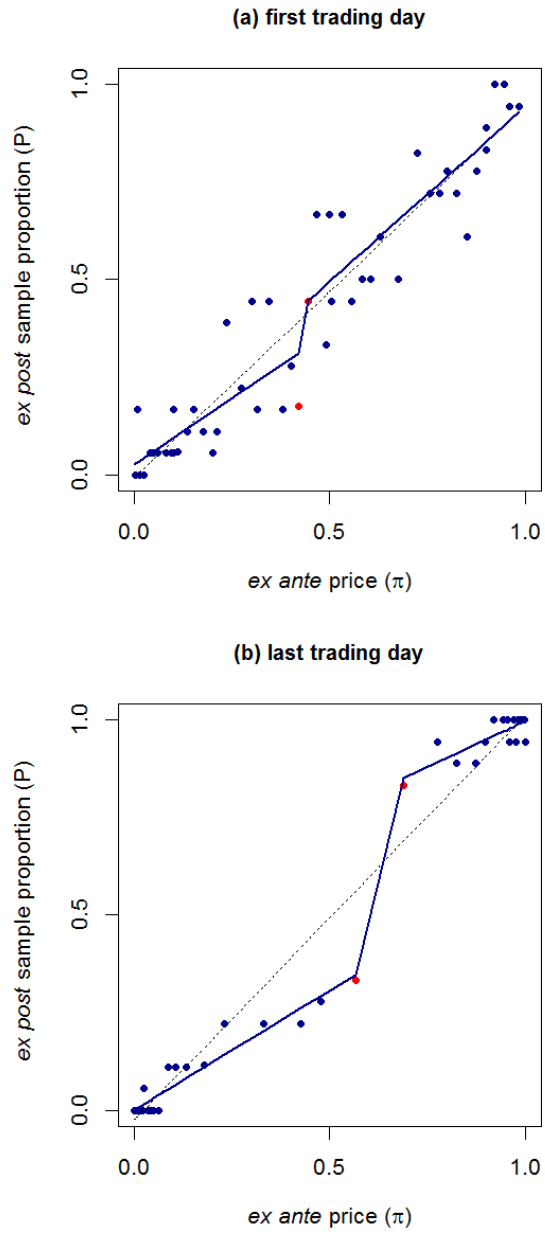 (a) first trading day
ex post sample proportion (P)
1.0
0.5
0.0
0.0 0.5 1.0
ex ante price (π)
(b) last trading day
ex post sample proportion (P)
1.0
0.5
0.0
0.0 0.5 1.0
ex ante price (π)